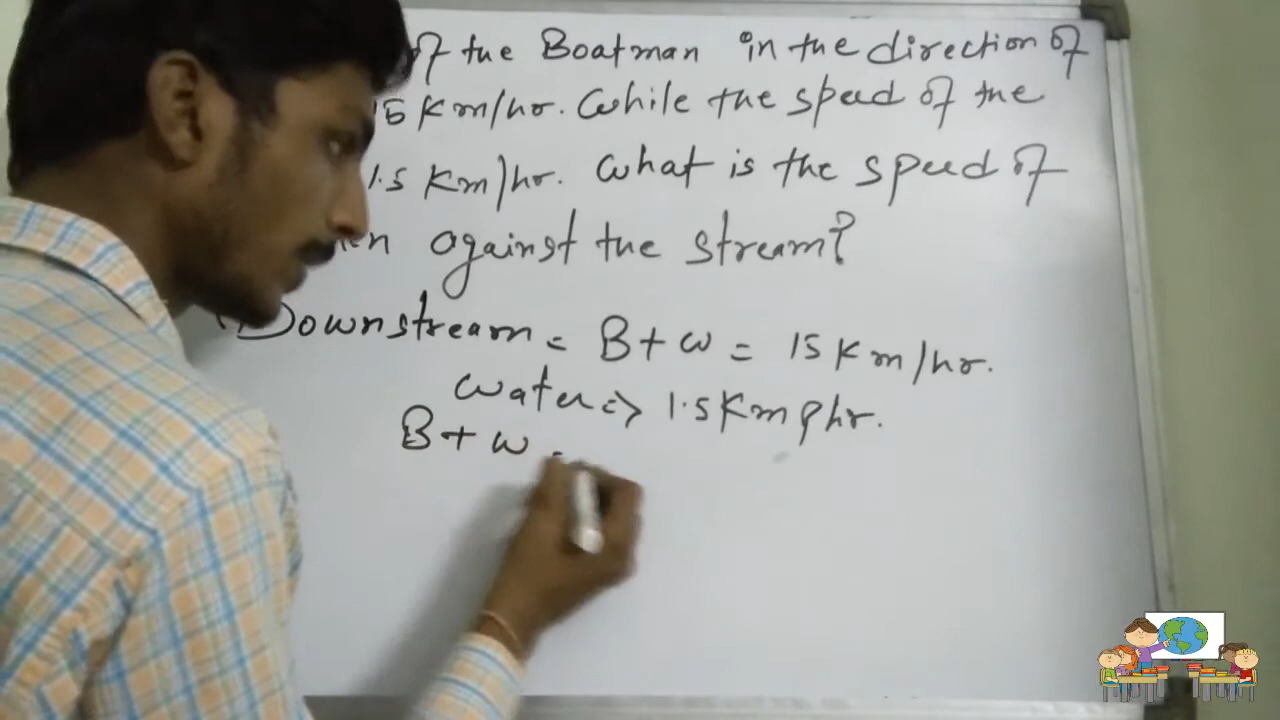 of the Boatman in the direction of
15 Km/hr. While the speed of the
1.5 Km/hr. What is the speed of
against the stream?
Downstream = B+W = 15 Km/hr.
Water => 1.5 Kmphr.
B+W =